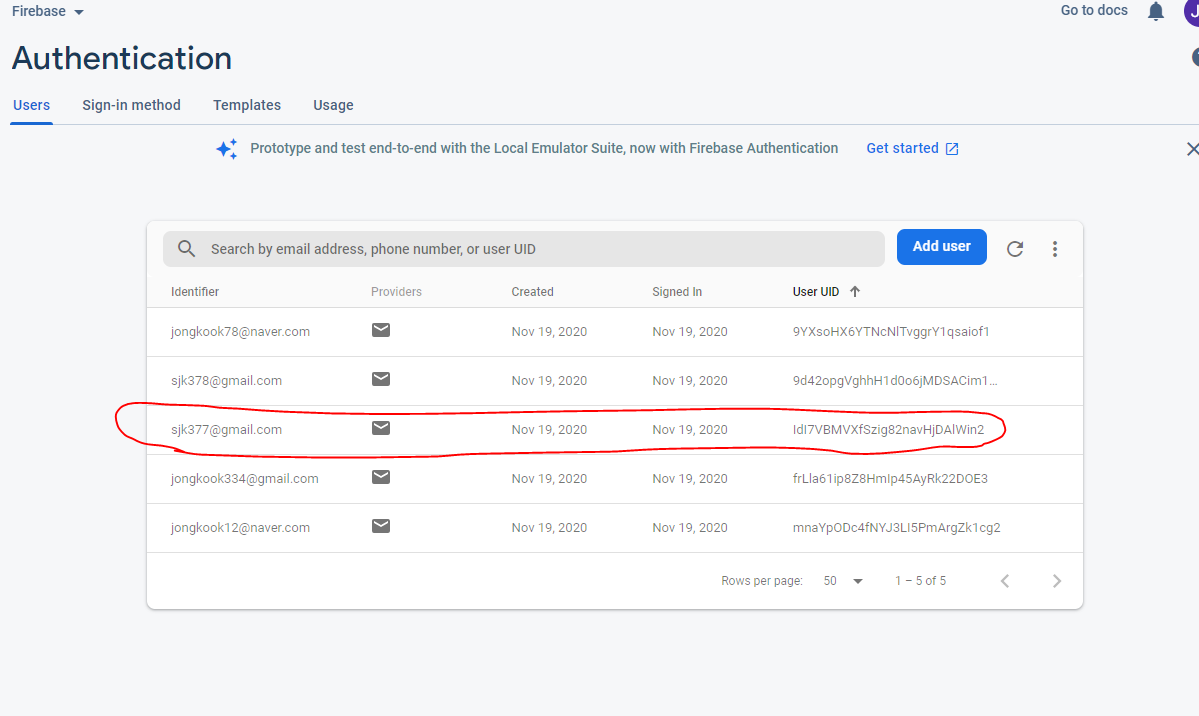 Firebase Go to docs
Authentication
Users Sign-in method Templates Usage
Prototype and test end-to-end with the Local Emulator Suite, now with Firebase Authentication Get started
Search by email address, phone number, or user UID Add user
Identifier Providers Created Signed In User UID
jongkook78@naver.com Nov 19, 2020 Nov 19, 2020 9YXsoHX6YTNcNlTvggrY1qsaiof1
sjk378@gmail.com Nov 19, 2020 Nov 19, 2020 9d42opgVghhH1d0o6jMDSACim1...
sjk377@gmail.com Nov 19, 2020 Nov 19, 2020 IdI7VBMVXfSzig82navHjDAlWin2
jongkook334@gmail.com Nov 19, 2020 Nov 19, 2020 frLla61ip8Z8HmIp45AyRk22DOE3
jongkook12@naver.com Nov 19, 2020 Nov 19, 2020 mnaYpODc4fNYJ3LI5PmArgZk1cg2
Rows per page: 50 1 – 5 of 5